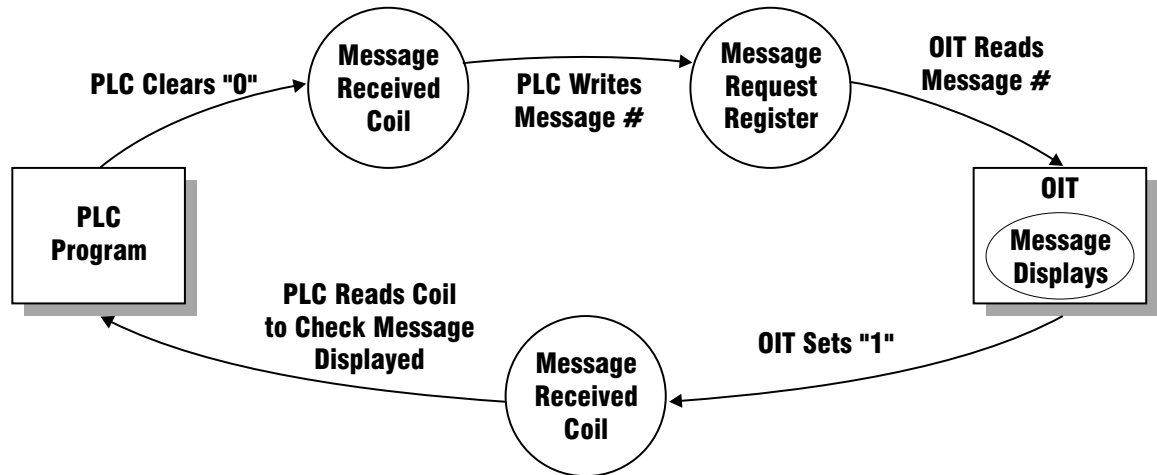 PLC Clears "0"
Message
Received
Coil
PLC Writes
Message #
Message
Request
Register
OIT Reads
Message #
PLC
Program
OIT
Message
Displays
PLC Reads Coil
to Check Message
Displayed
Message
Received
Coil
OIT Sets "1"